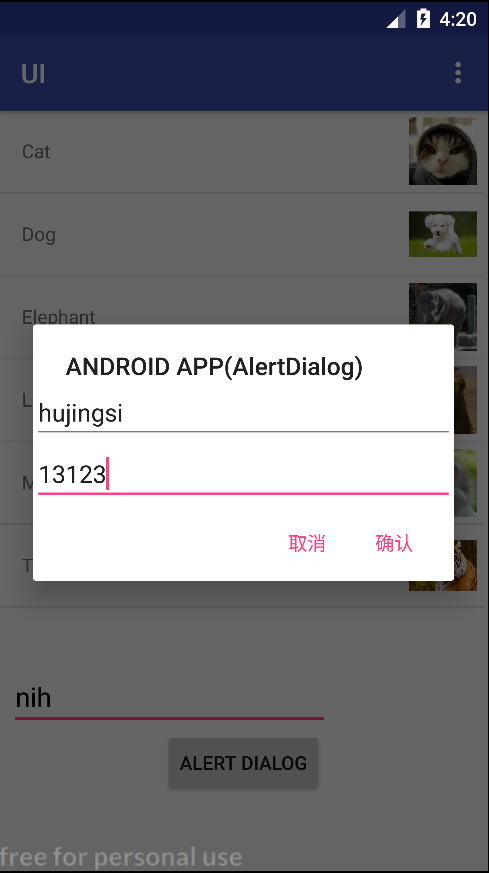 4:20
UI
Cat
Dog
Elephant
L
ANDROID APP(AlertDialog)
hujingsi
13123
M
取消 确认
T
nih
ALERT DIALOG
free for personal use